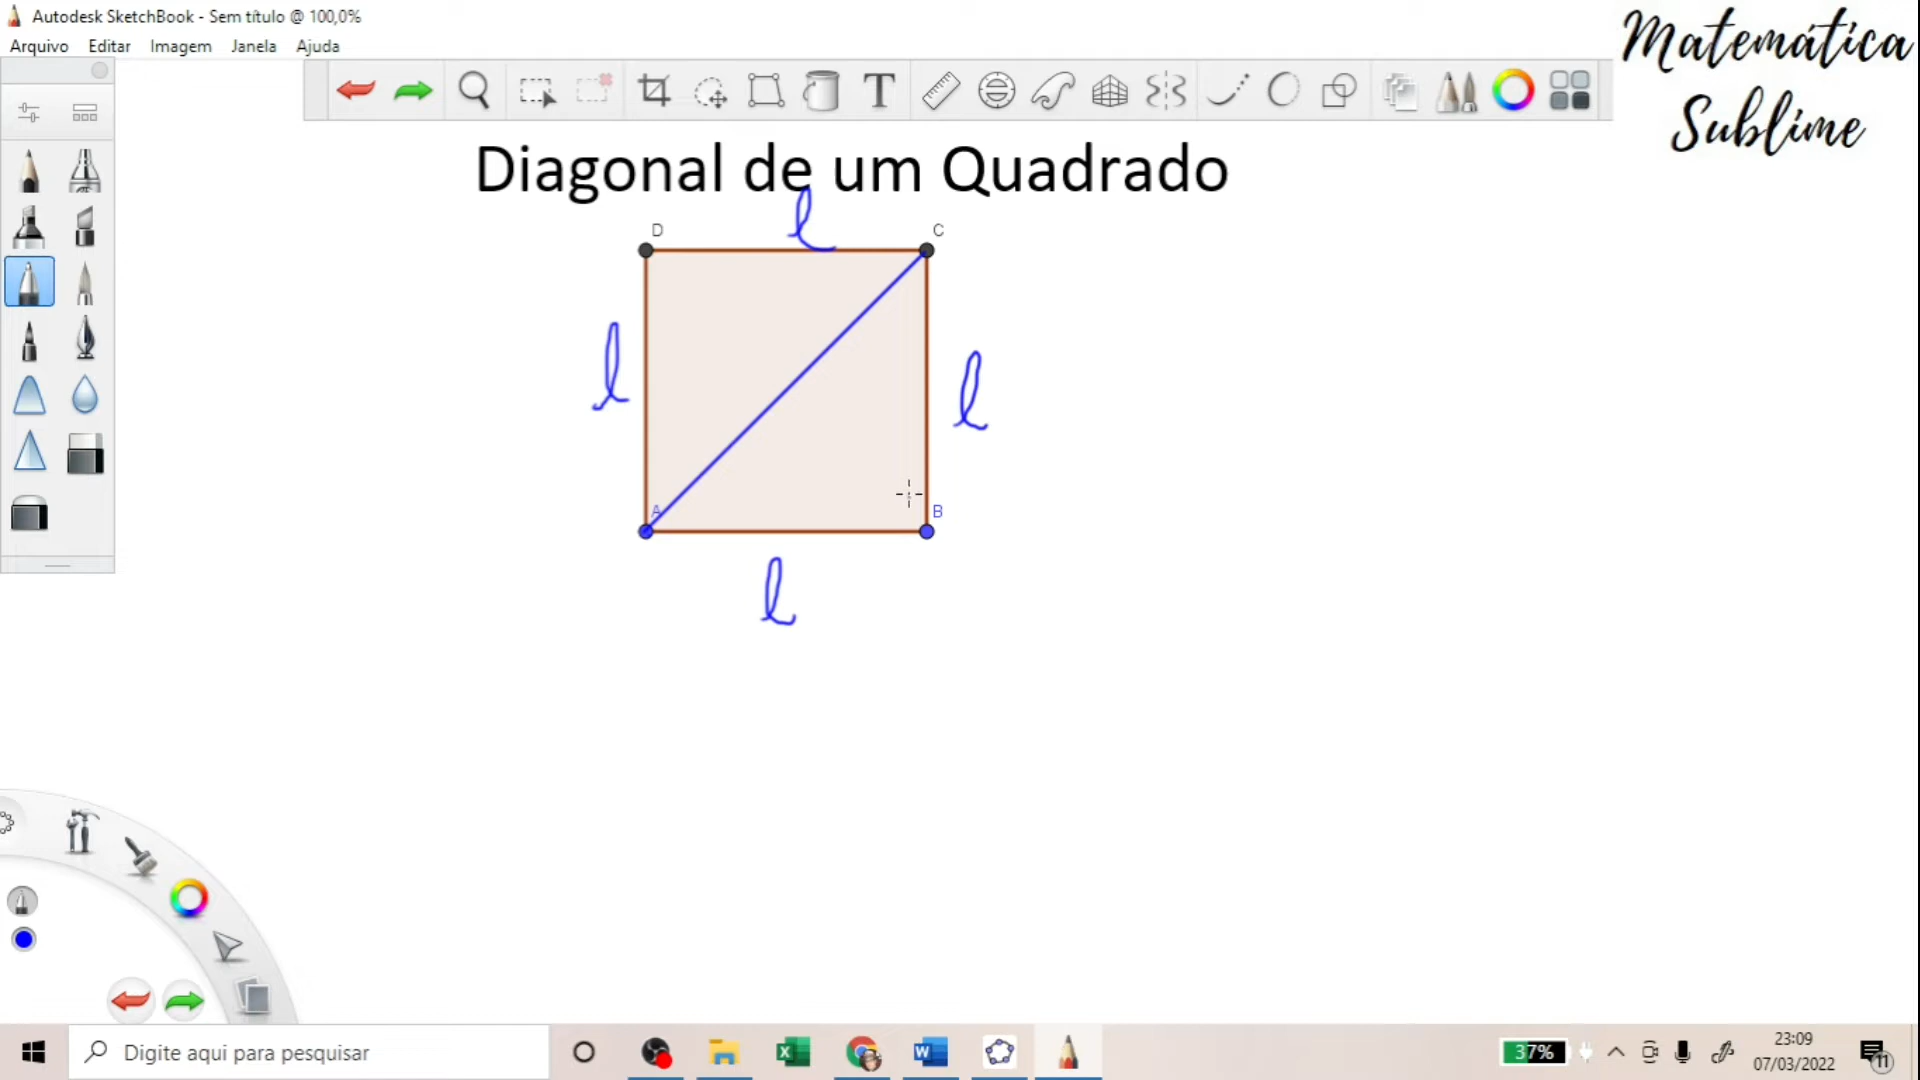 Autodesk SketchBook - Sem título @ 100,0%
Arquivo Editar Imagem Janela Ajuda
Matemática
Sublime
T
Diagonal de um Quadrado
l
D C
l
l
A B
l
Digite aqui para pesquisar
37%
23:09
07/03/2022
11